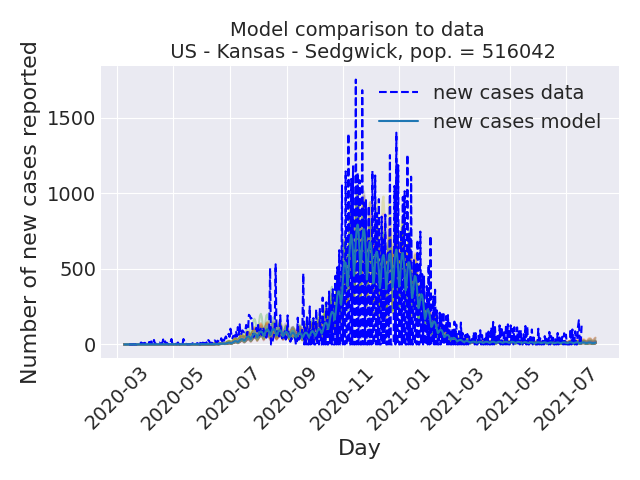 Model comparison to data
US - Kansas - Sedgwick, pop. = 516042
new cases data
new cases model
Number of new cases reported
1500
1000
500
0
2020-03
2020-05
2020-07
2020-09
2020-11
2021-01
2021-03
2021-05
2021-07
Day